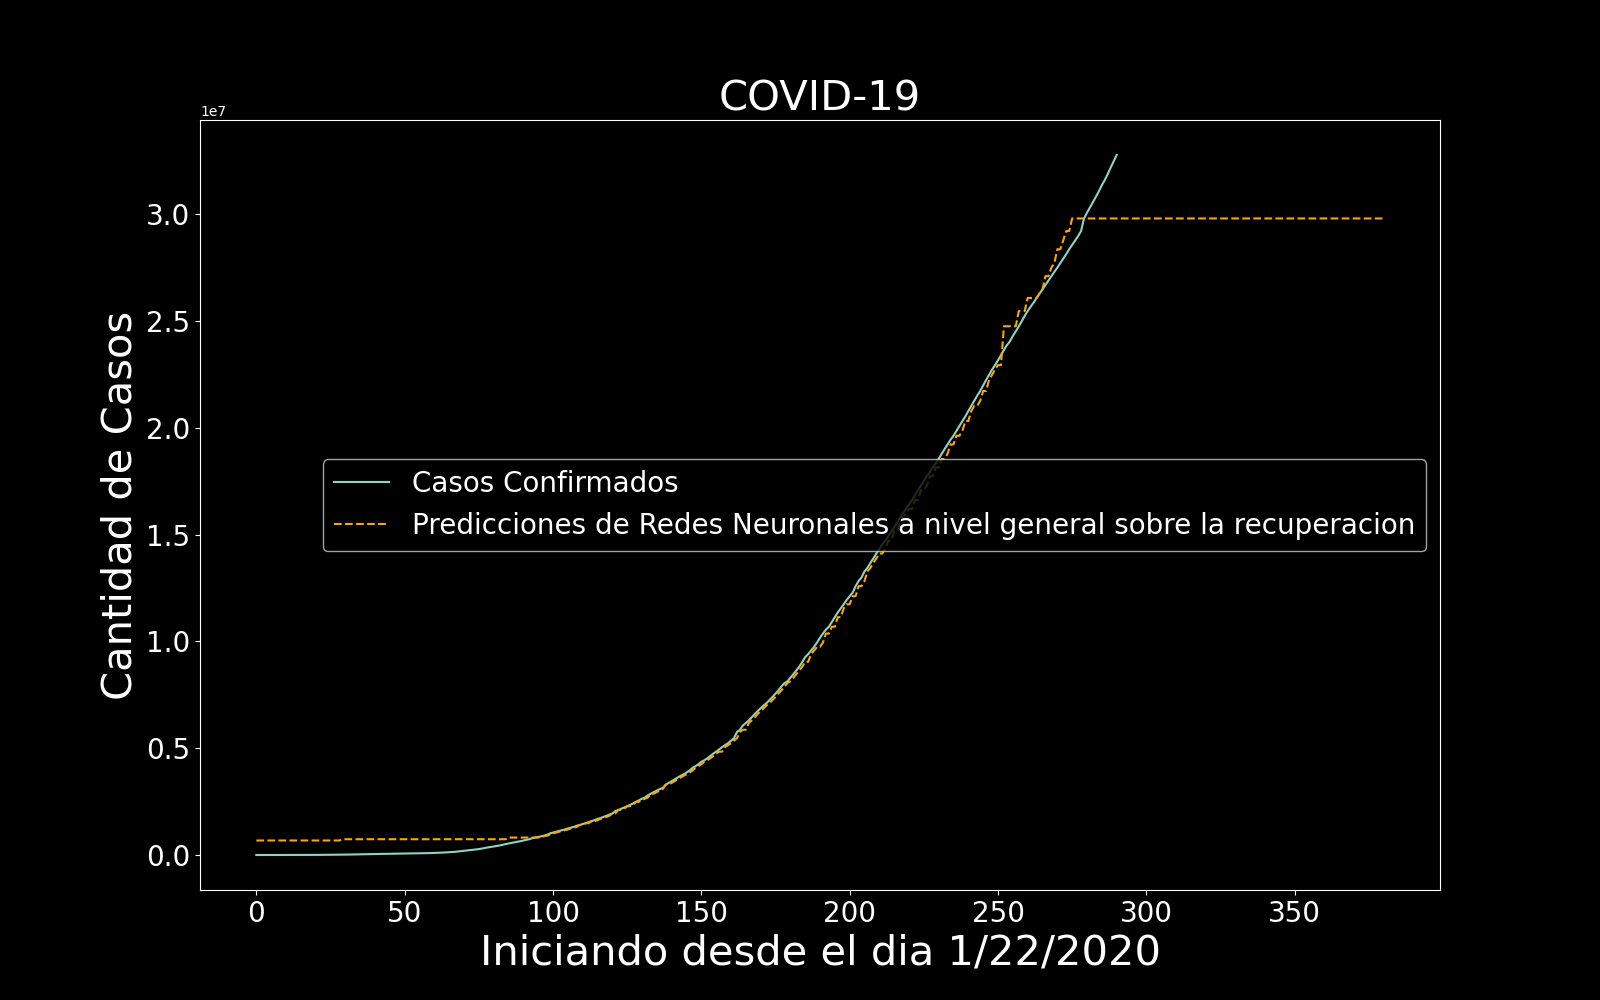 COVID-19
1e7
3.0
2.5
2.0
1.5
1.0
0.5
0.0
Cantidad de Casos
Casos Confirmados
Predicciones de Redes Neuronales a nivel general sobre la recuperacion
0 50 100 150 200 250 300 350
Iniciando desde el dia 1/22/2020